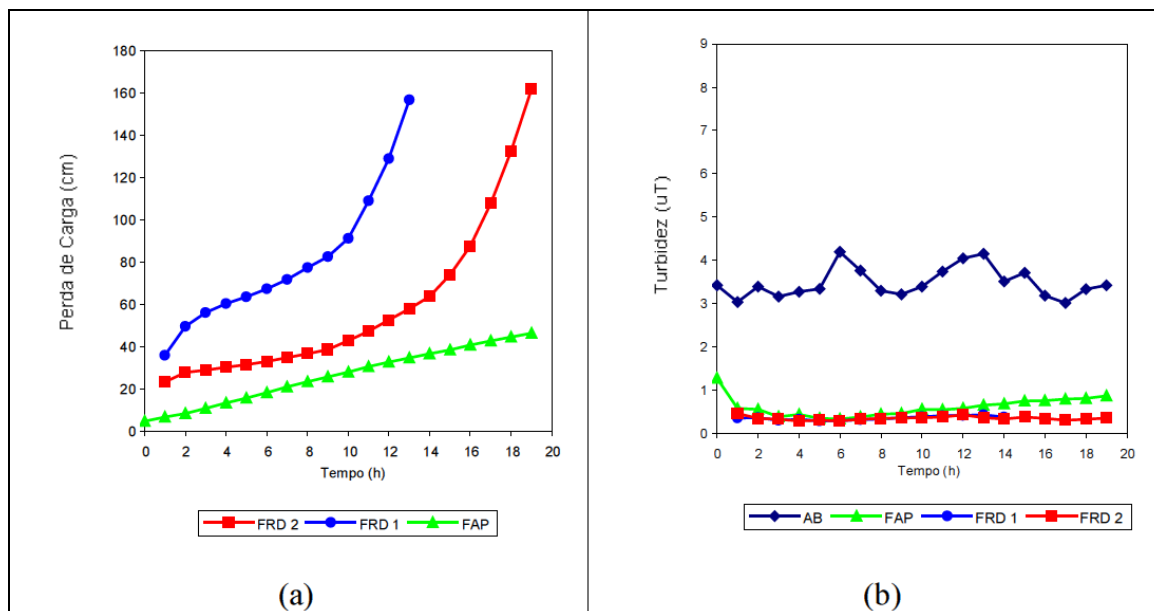 180
160
140
120
100
80
60
40
20
0
Perda de Carga (cm)
0 2 4 6 8 10 12 14 16 18 20
Tempo (h)
FRD 2 FRD 1 FAP
(a)
9
8
7
6
5
4
3
2
1
0
Turbidez (uT)
0 2 4 6 8 10 12 14 16 18 20
Tempo (h)
AB FAP FRD 1 FRD 2
(b)